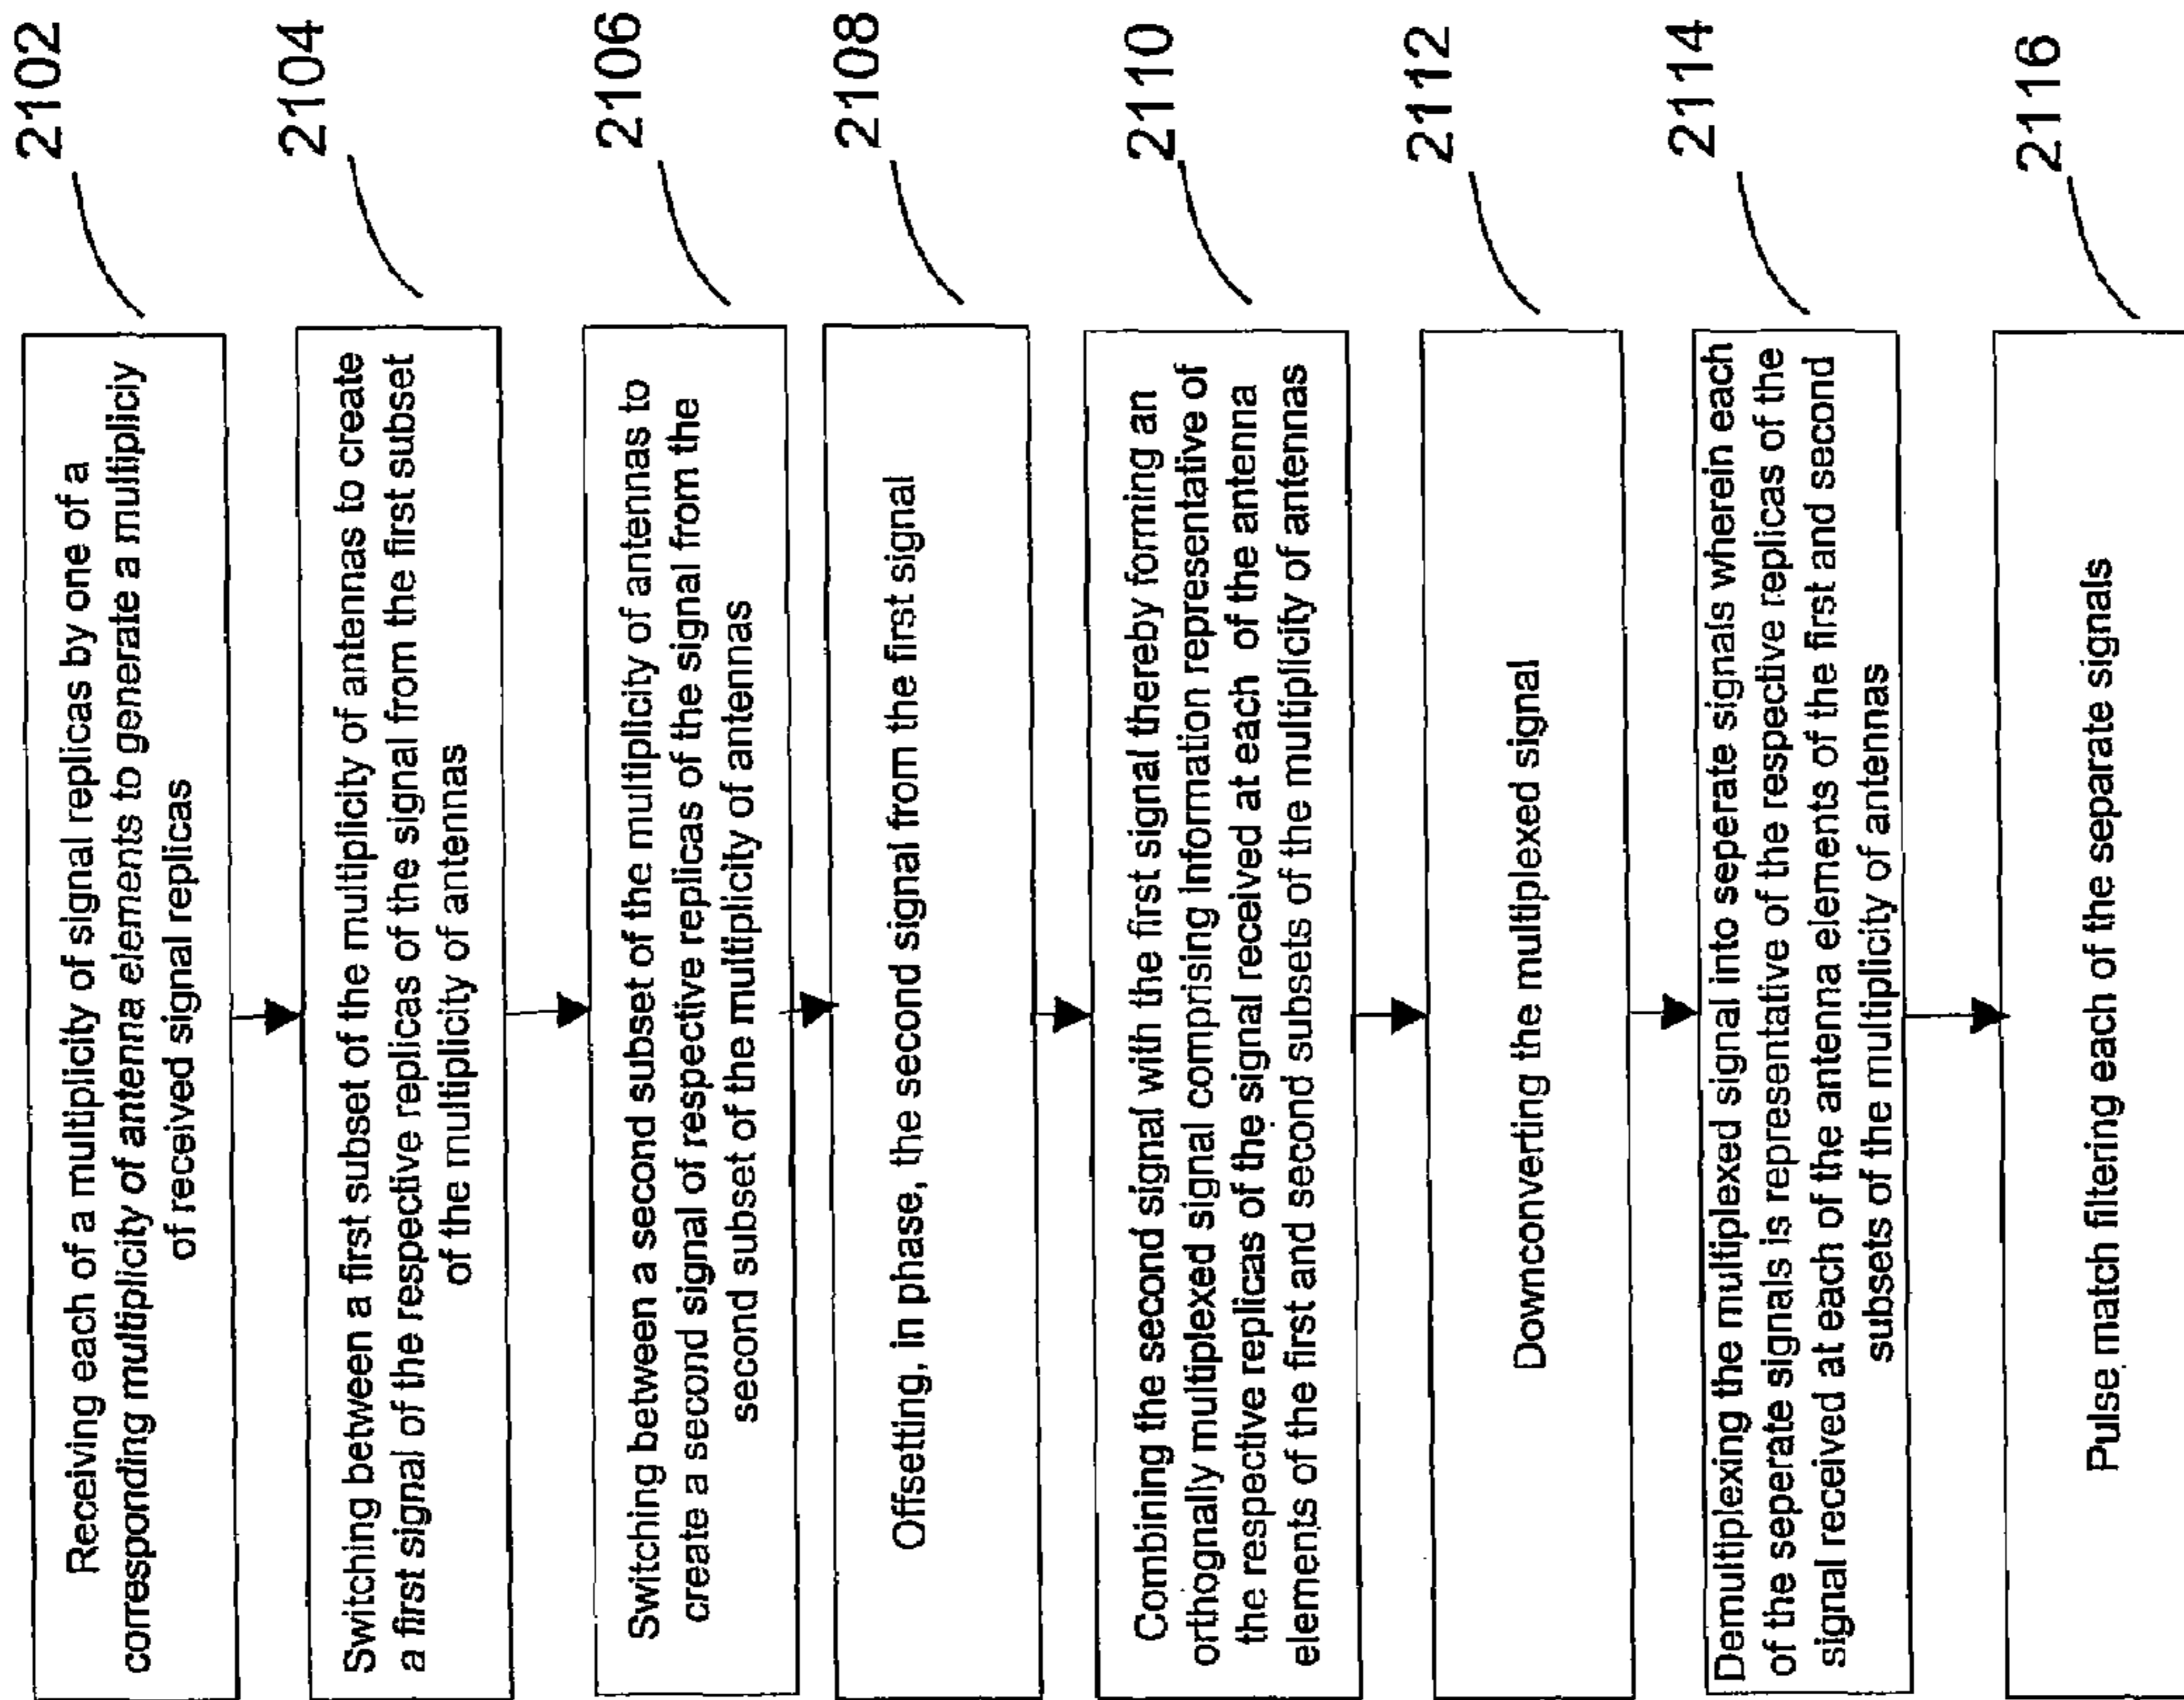 2102
Receiving each of a multiplicity of signal replicas by one of a
corresponding multiplicity of antenna elements to generate a multipliciy
of received signal replicas
2104
Switching between a first subset of the multiplicity of antennas to create
a first signal of the respective replicas of the signal from the first subset
of the multiplicity of antennas
2106
Switching between a second subset of the multiplicity of antennas to
create a second signal of respective replicas of the signal from the
second subset of the multiplicity of antennas
2108
Offsetting, in phase, the second signal from the first signal
2110
Combining the second signal with the first signal thereby forming an
orthognally multiplexed signal comprising information representative of
the respective replicas of the signal received at each of the antenna
elements of the first and second subsets of the multiplicity of antennas
2112
Downconverting the multiplexed signal
2114
Demultiplexing the multiplexed signal into seperate signals wherein each
of the seperate signals is representative of the respective replicas of the
signal received at each of the antenna elements of the first and second
subsets of the multiplicity of antennas
2116
Pulse match filtering each of the separate signals